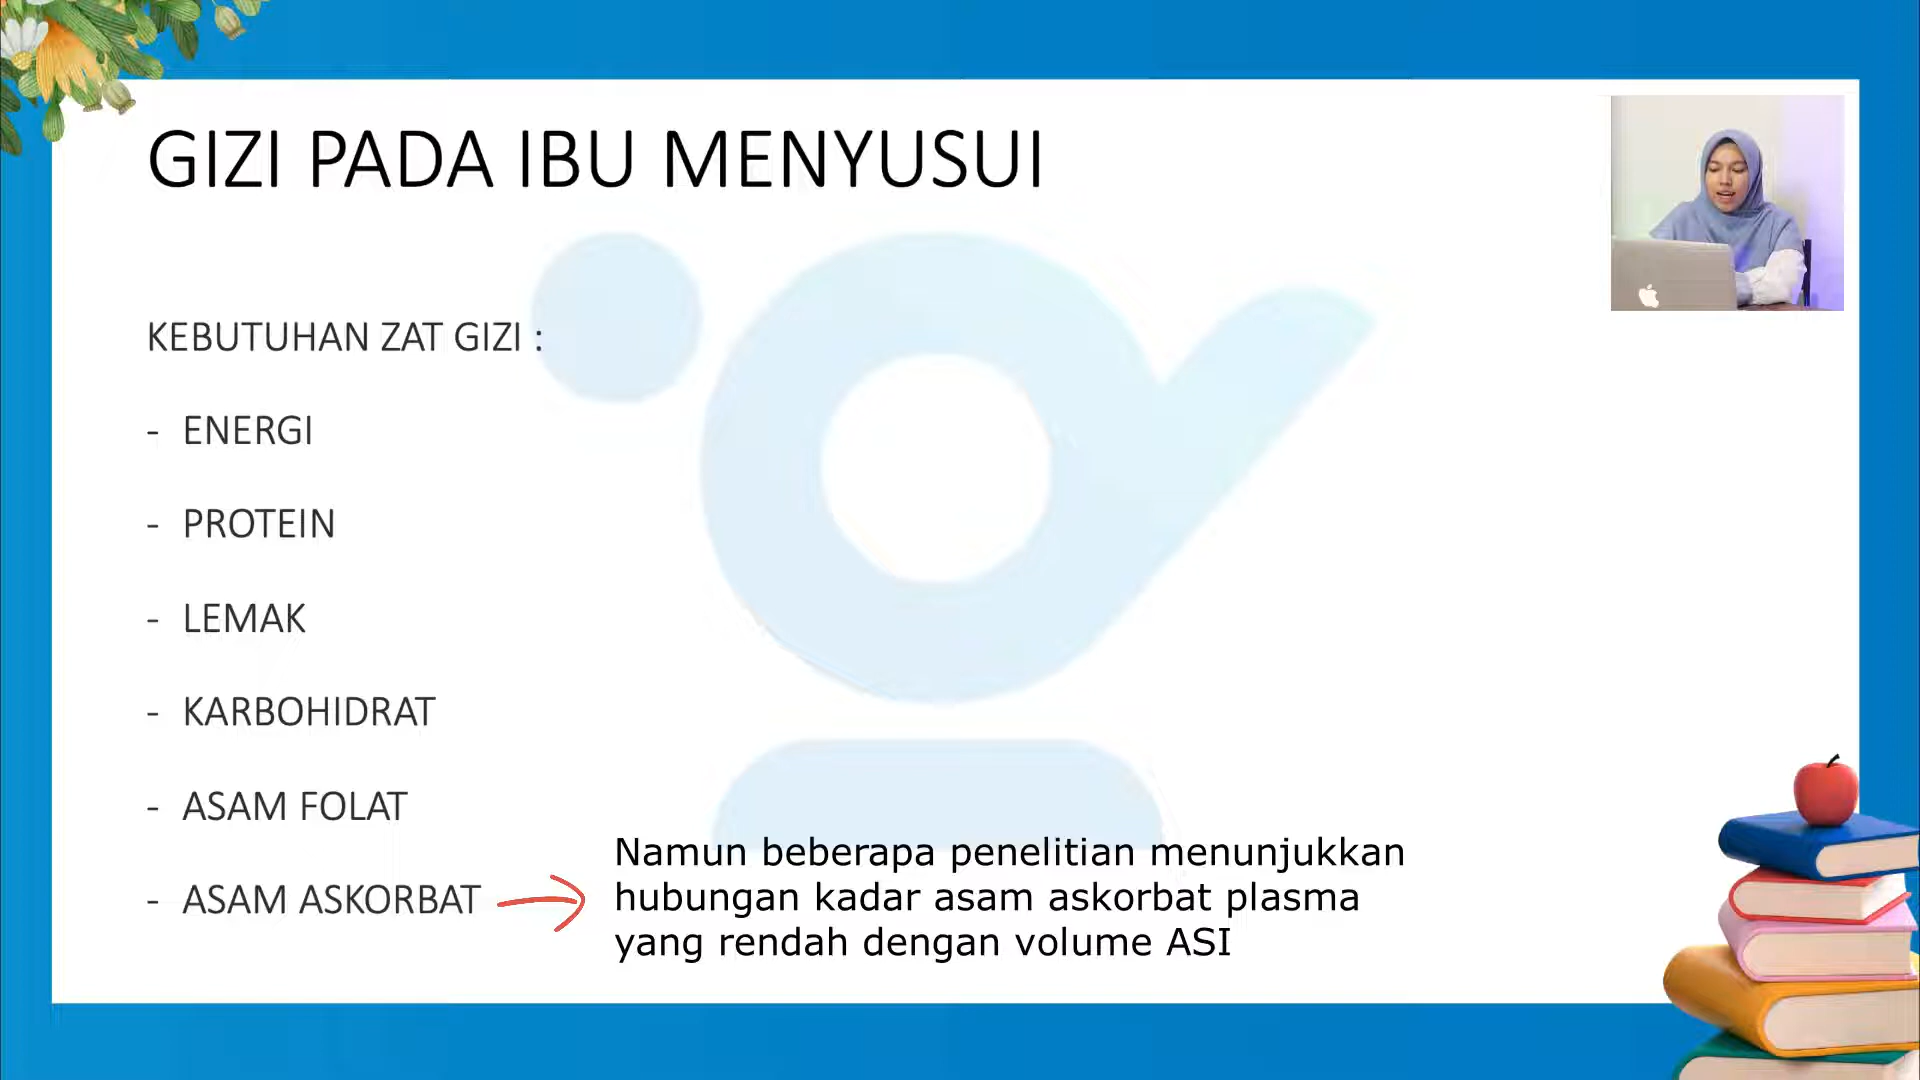 GIZI PADA IBU MENYUSUI
KEBUTUHAN ZAT GIZI :
- ENERGI
- PROTEIN
- LEMAK
- KARBOHIDRAT
- ASAM FOLAT
- ASAM ASKORBAT
Namun beberapa penelitian menunjukkan
hubungan kadar asam askorbat plasma
yang rendah dengan volume ASI